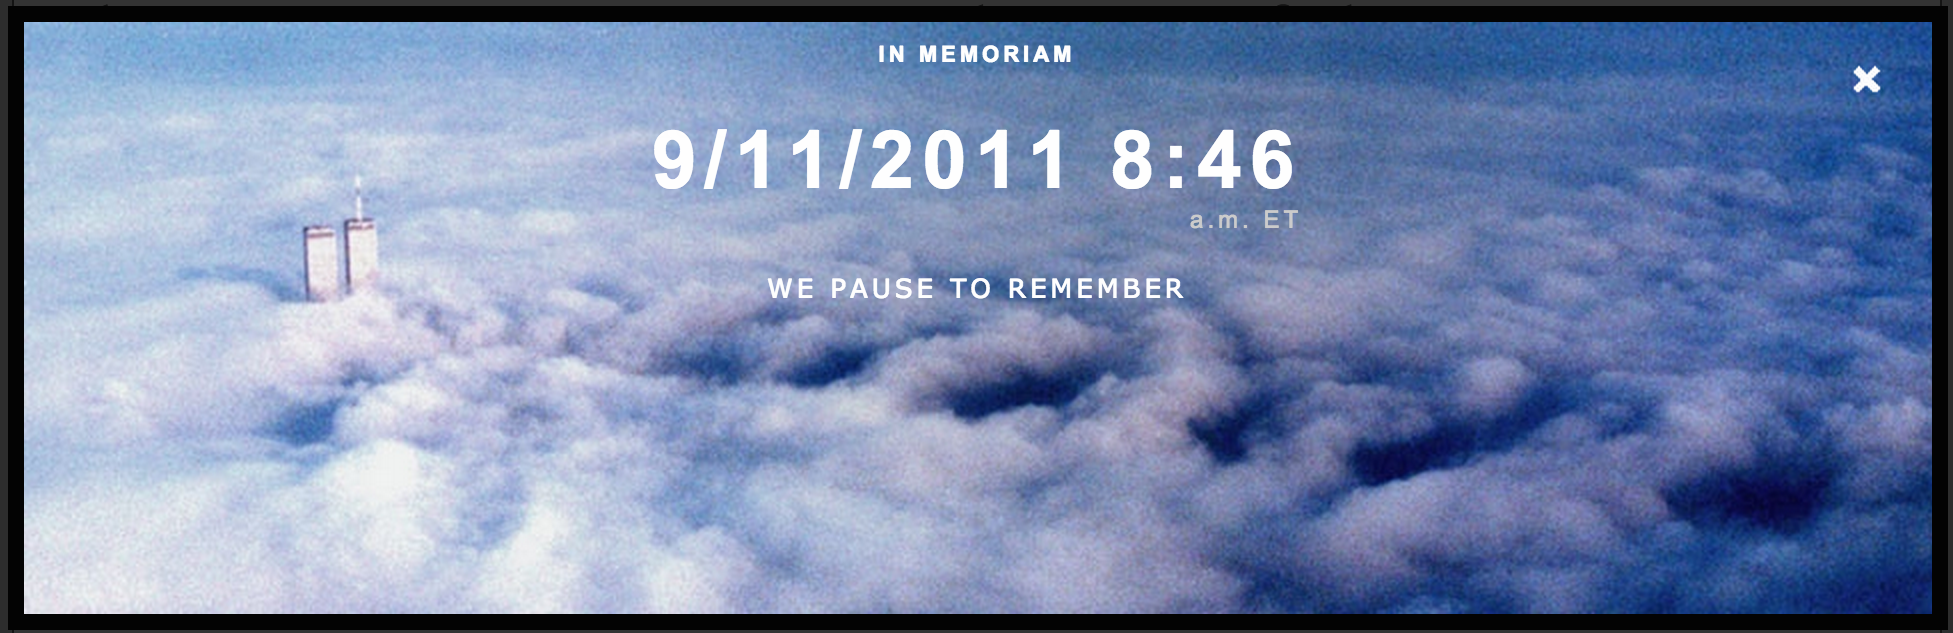 IN MEMORIAM
9/11/2011 8:46
a.m. ET
WE PAUSE TO REMEMBER